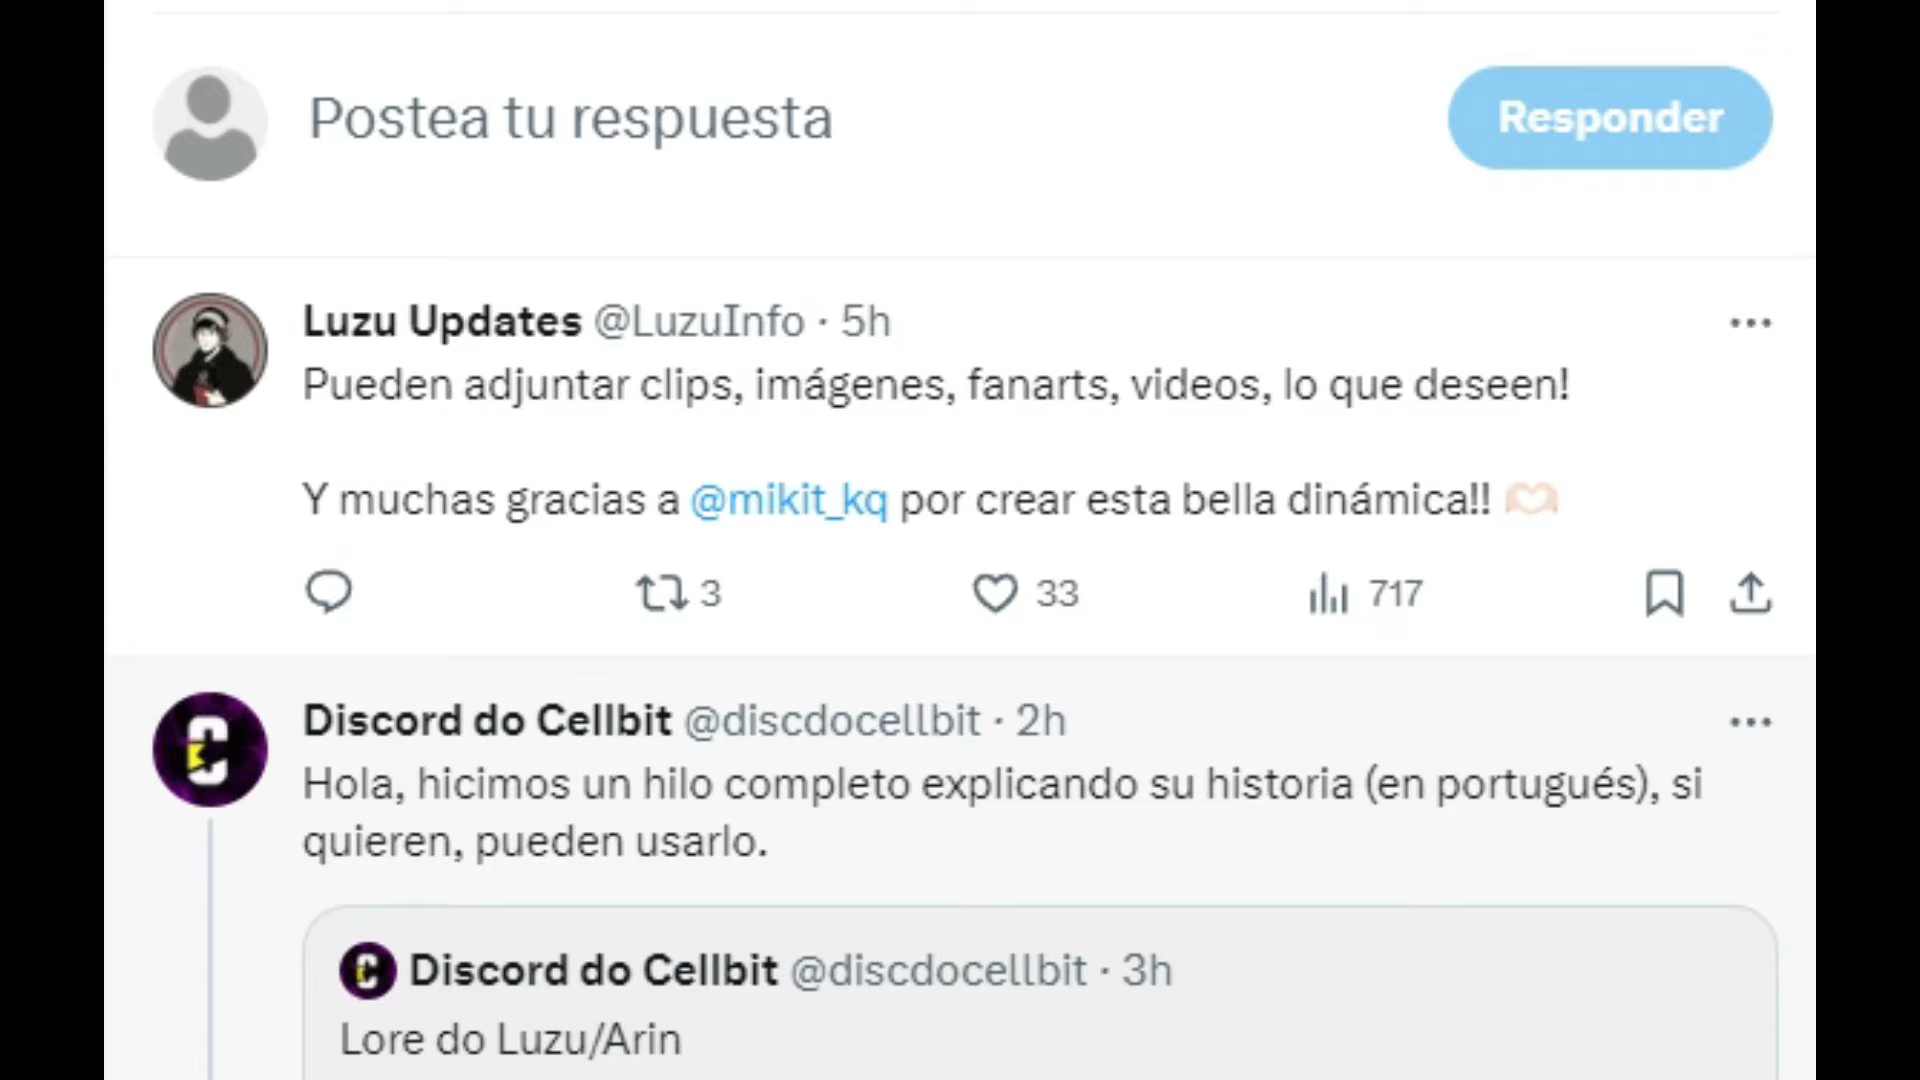 Postea tu respuesta
Responder
Luzu Updates @LuzuInfo · 5h
Pueden adjuntar clips, imágenes, fanarts, videos, lo que deseen!
Y muchas gracias a @mikit_kq por crear esta bella dinámica!! 🫶🏻
3 33 717
Discord do Cellbit @discdocellbit · 2h
Hola, hicimos un hilo completo explicando su historia (en portugués), si
quieren, pueden usarlo.
Discord do Cellbit @discdocellbit · 3h
Lore do Luzu/Arin